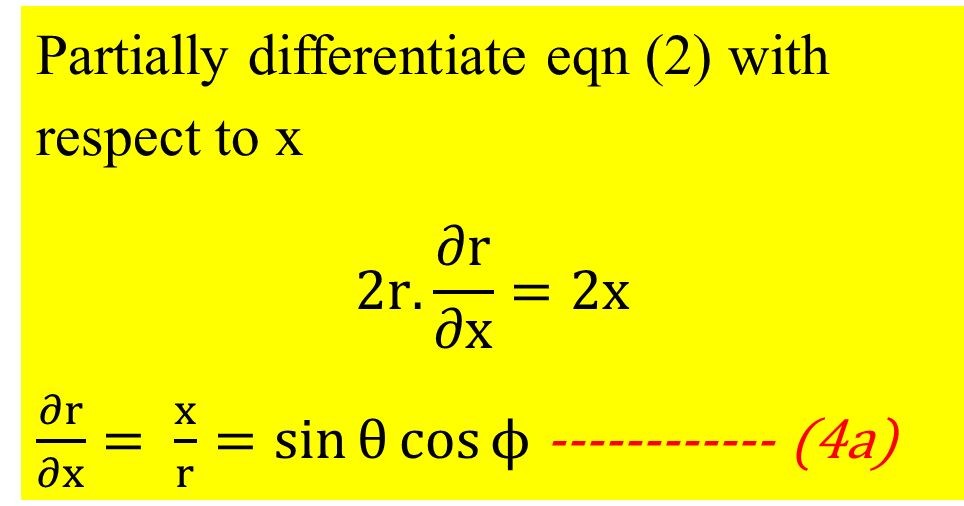 Partially differentiate eqn (2) with
respect to x
2r. ∂r/∂x = 2x
∂r/∂x = x/r = sin θ cos ϕ ------------ (4a)